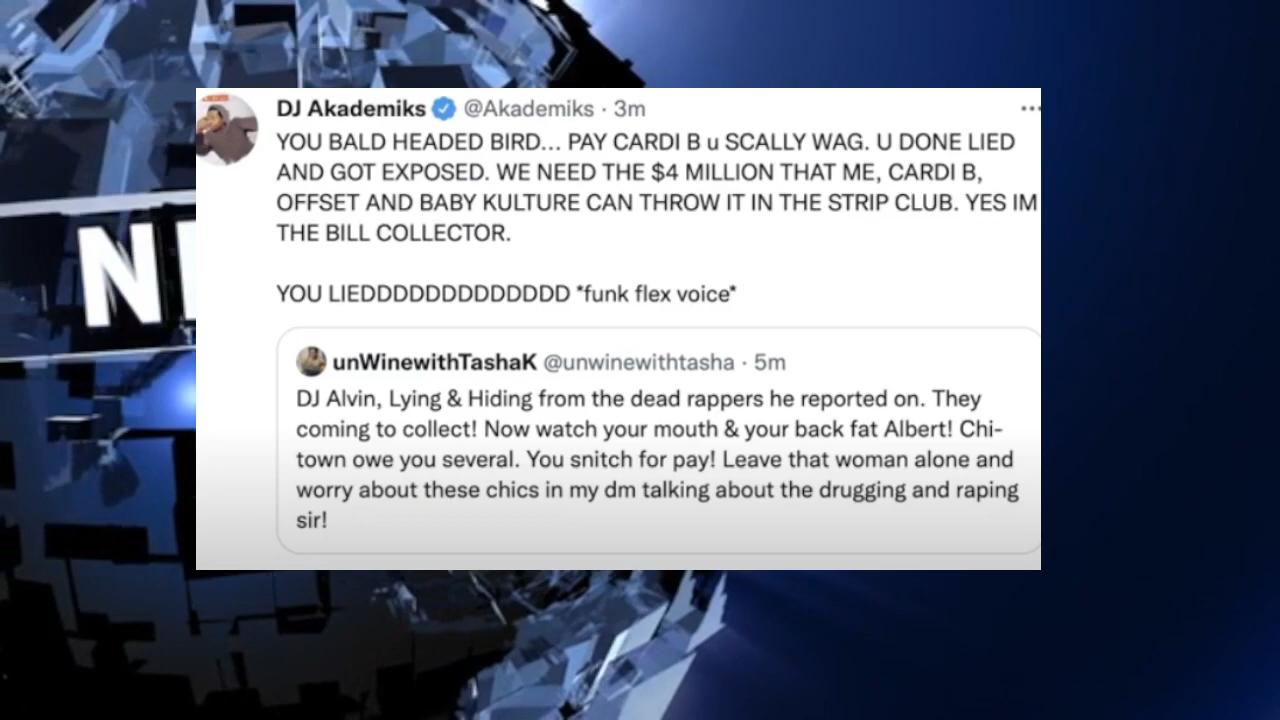 DJ Akademiks @Akademiks · 3m
YOU BALD HEADED BIRD... PAY CARDI B u SCALLY WAG. U DONE LIED
AND GOT EXPOSED. WE NEED THE $4 MILLION THAT ME, CARDI B,
OFFSET AND BABY KULTURE CAN THROW IT IN THE STRIP CLUB. YES IM
THE BILL COLLECTOR.
YOU LIEDDDDDDDDDDDDD *funk flex voice*
unWinewithTashaK @unwinewithtasha · 5m
DJ Alvin, Lying & Hiding from the dead rappers he reported on. They
coming to collect! Now watch your mouth & your back fat Albert! Chi-
town owe you several. You snitch for pay! Leave that woman alone and
worry about these chics in my dm talking about the drugging and raping
sir!